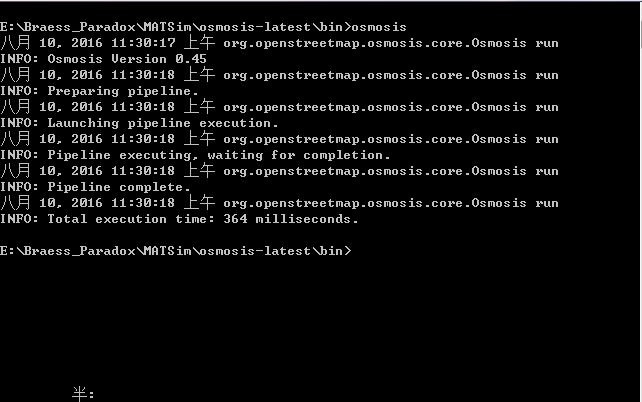 E:\Braess_Paradox\MATSim\osmosis-latest\bin>osmosis
八月 10, 2016 11:30:17 上午 org.openstreetmap.osmosis.core.Osmosis run
INFO: Osmosis Version 0.45
八月 10, 2016 11:30:18 上午 org.openstreetmap.osmosis.core.Osmosis run
INFO: Preparing pipeline.
八月 10, 2016 11:30:18 上午 org.openstreetmap.osmosis.core.Osmosis run
INFO: Launching pipeline execution.
八月 10, 2016 11:30:18 上午 org.openstreetmap.osmosis.core.Osmosis run
INFO: Pipeline executing, waiting for completion.
八月 10, 2016 11:30:18 上午 org.openstreetmap.osmosis.core.Osmosis run
INFO: Pipeline complete.
八月 10, 2016 11:30:18 上午 org.openstreetmap.osmosis.core.Osmosis run
INFO: Total execution time: 364 milliseconds.
E:\Braess_Paradox\MATSim\osmosis-latest\bin>
半: